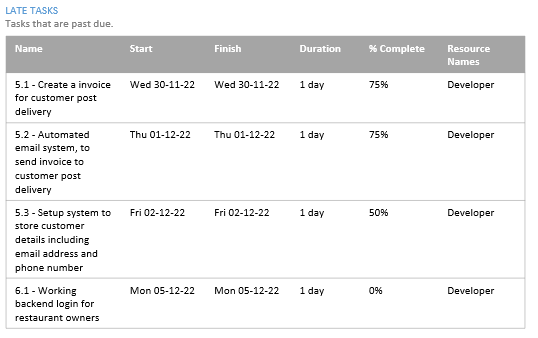 LATE TASKS
Tasks that are past due.
Name Start Finish Duration % Complete Resource
Names
5.1 - Create a invoice Wed 30-11-22 Wed 30-11-22 1 day 75% Developer
for customer post
delivery
5.2 - Automated Thu 01-12-22 Thu 01-12-22 1 day 75% Developer
email system, to
send invoice to
customer post
delivery
5.3 - Setup system to Fri 02-12-22 Fri 02-12-22 1 day 50% Developer
store customer
details including
email address and
phone number
6.1 - Working Mon 05-12-22 Mon 05-12-22 1 day 0% Developer
backend login for
restaurant owners